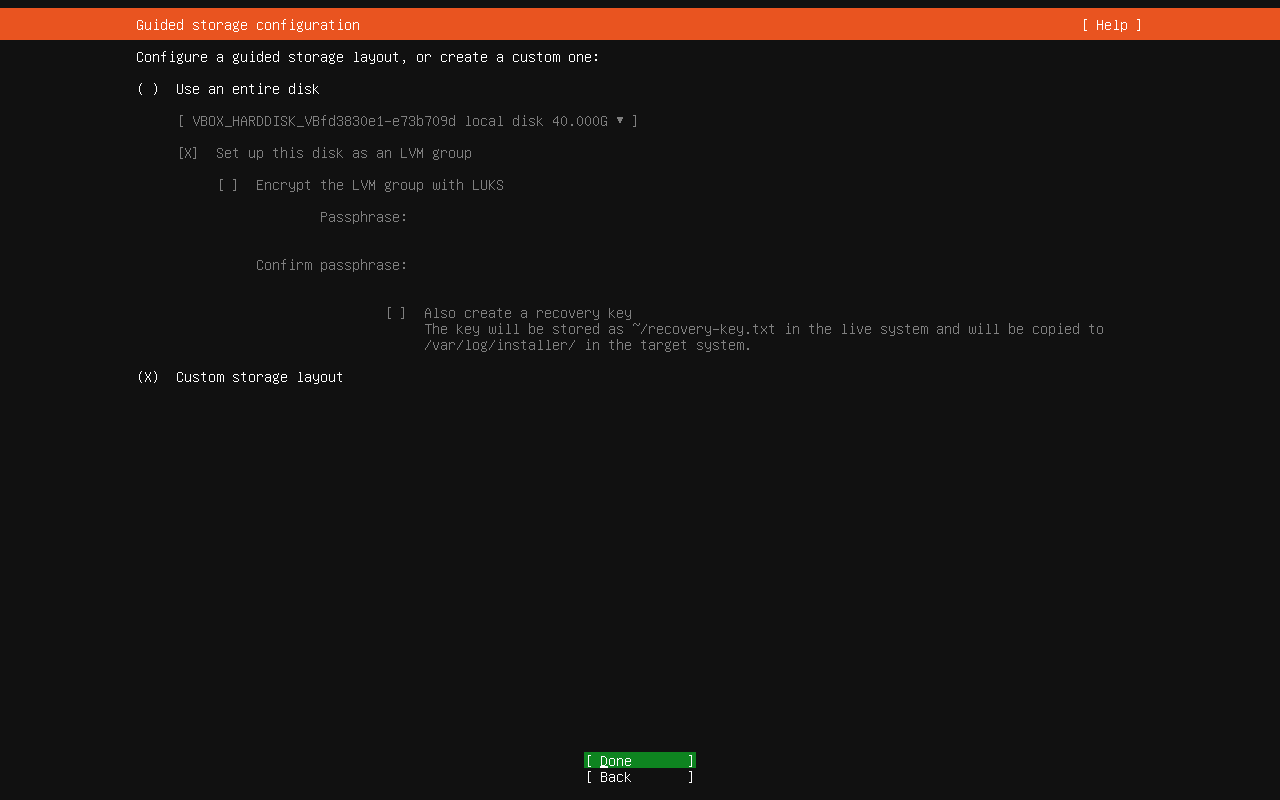 Guided storage configuration [ Help ]
Configure a guided storage layout, or create a custom one:
( ) Use an entire disk
[ VBOX_HARDDISK_VBfd3830e1-e73b709d local disk 40.000G ▾ ]
[X] Set up this disk as an LVM group
[ ] Encrypt the LVM group with LUKS
Passphrase:
Confirm passphrase:
[ ] Also create a recovery key
The key will be stored as ~/recovery-key.txt in the live system and will be copied to
/var/log/installer/ in the target system.
(X) Custom storage layout
[ Done ]
[ Back ]